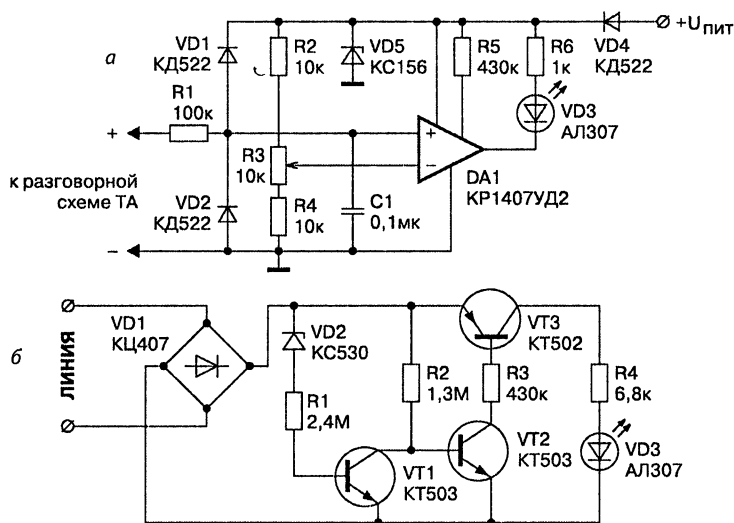 а
VD1
КД522
R1
100к
R2
10к
VD5
КС156
R5
430к
R6
1к
VD4
КД522
+Uпит
VD3
АЛ307
+
к разговорной
схеме ТА
–
VD2
КД522
R3
10к
R4
10к
C1
0,1мк
+
–
DA1
КР1407УД2
б
ЛИНИЯ
VD1
КЦ407
VD2
КС530
R1
2,4М
VT1
КТ503
R2
1,3М
VT2
КТ503
R3
430к
VT3
КТ502
R4
6,8к
VD3
АЛ307